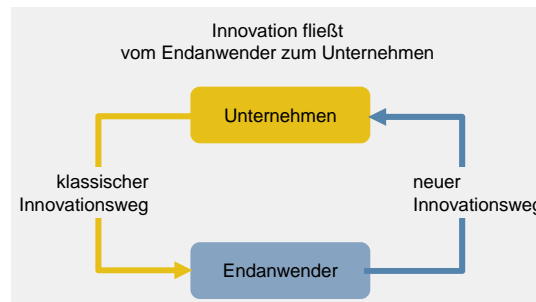 Innovation fließt
vom Endanwender zum Unternehmen
Unternehmen
klassischer
Innovationsweg
neuer
Innovationsweg
Endanwender